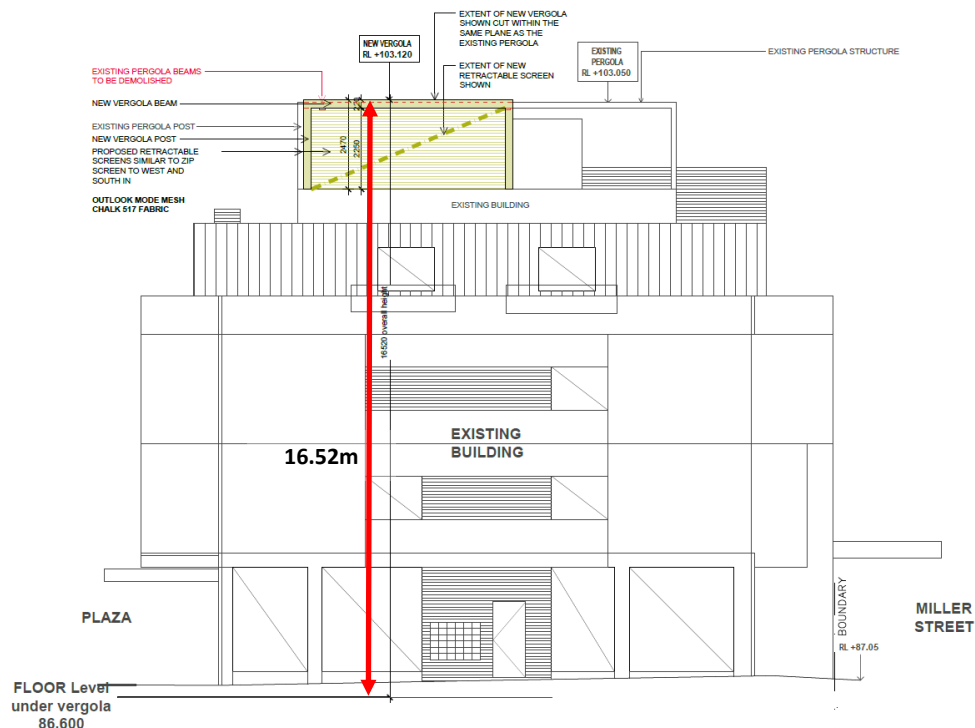 EXTENT OF NEW VERGOLA
SHOWN CUT WITHIN THE
SAME PLANE AS THE
EXISTING PERGOLA
NEW VERGOLA
RL +103.120
EXISTING
PERGOLA
RL +103.050
EXISTING PERGOLA STRUCTURE
EXTENT OF NEW
RETRACTABLE SCREEN
SHOWN
EXISTING PERGOLA BEAMS
TO BE DEMOLISHED
NEW VERGOLA BEAM
EXISTING PERGOLA POST
NEW VERGOLA POST
PROPOSED RETRACTABLE
SCREENS SIMILAR TO ZIP
SCREEN TO WEST AND
SOUTH IN
OUTLOOK MODE MESH
CHALK 517 FABRIC
2470
2250
EXISTING BUILDING
16520 overall height
16.52m
EXISTING
BUILDING
PLAZA
BOUNDARY
MILLER
STREET
RL +87.05
FLOOR Level
under vergola
86.600